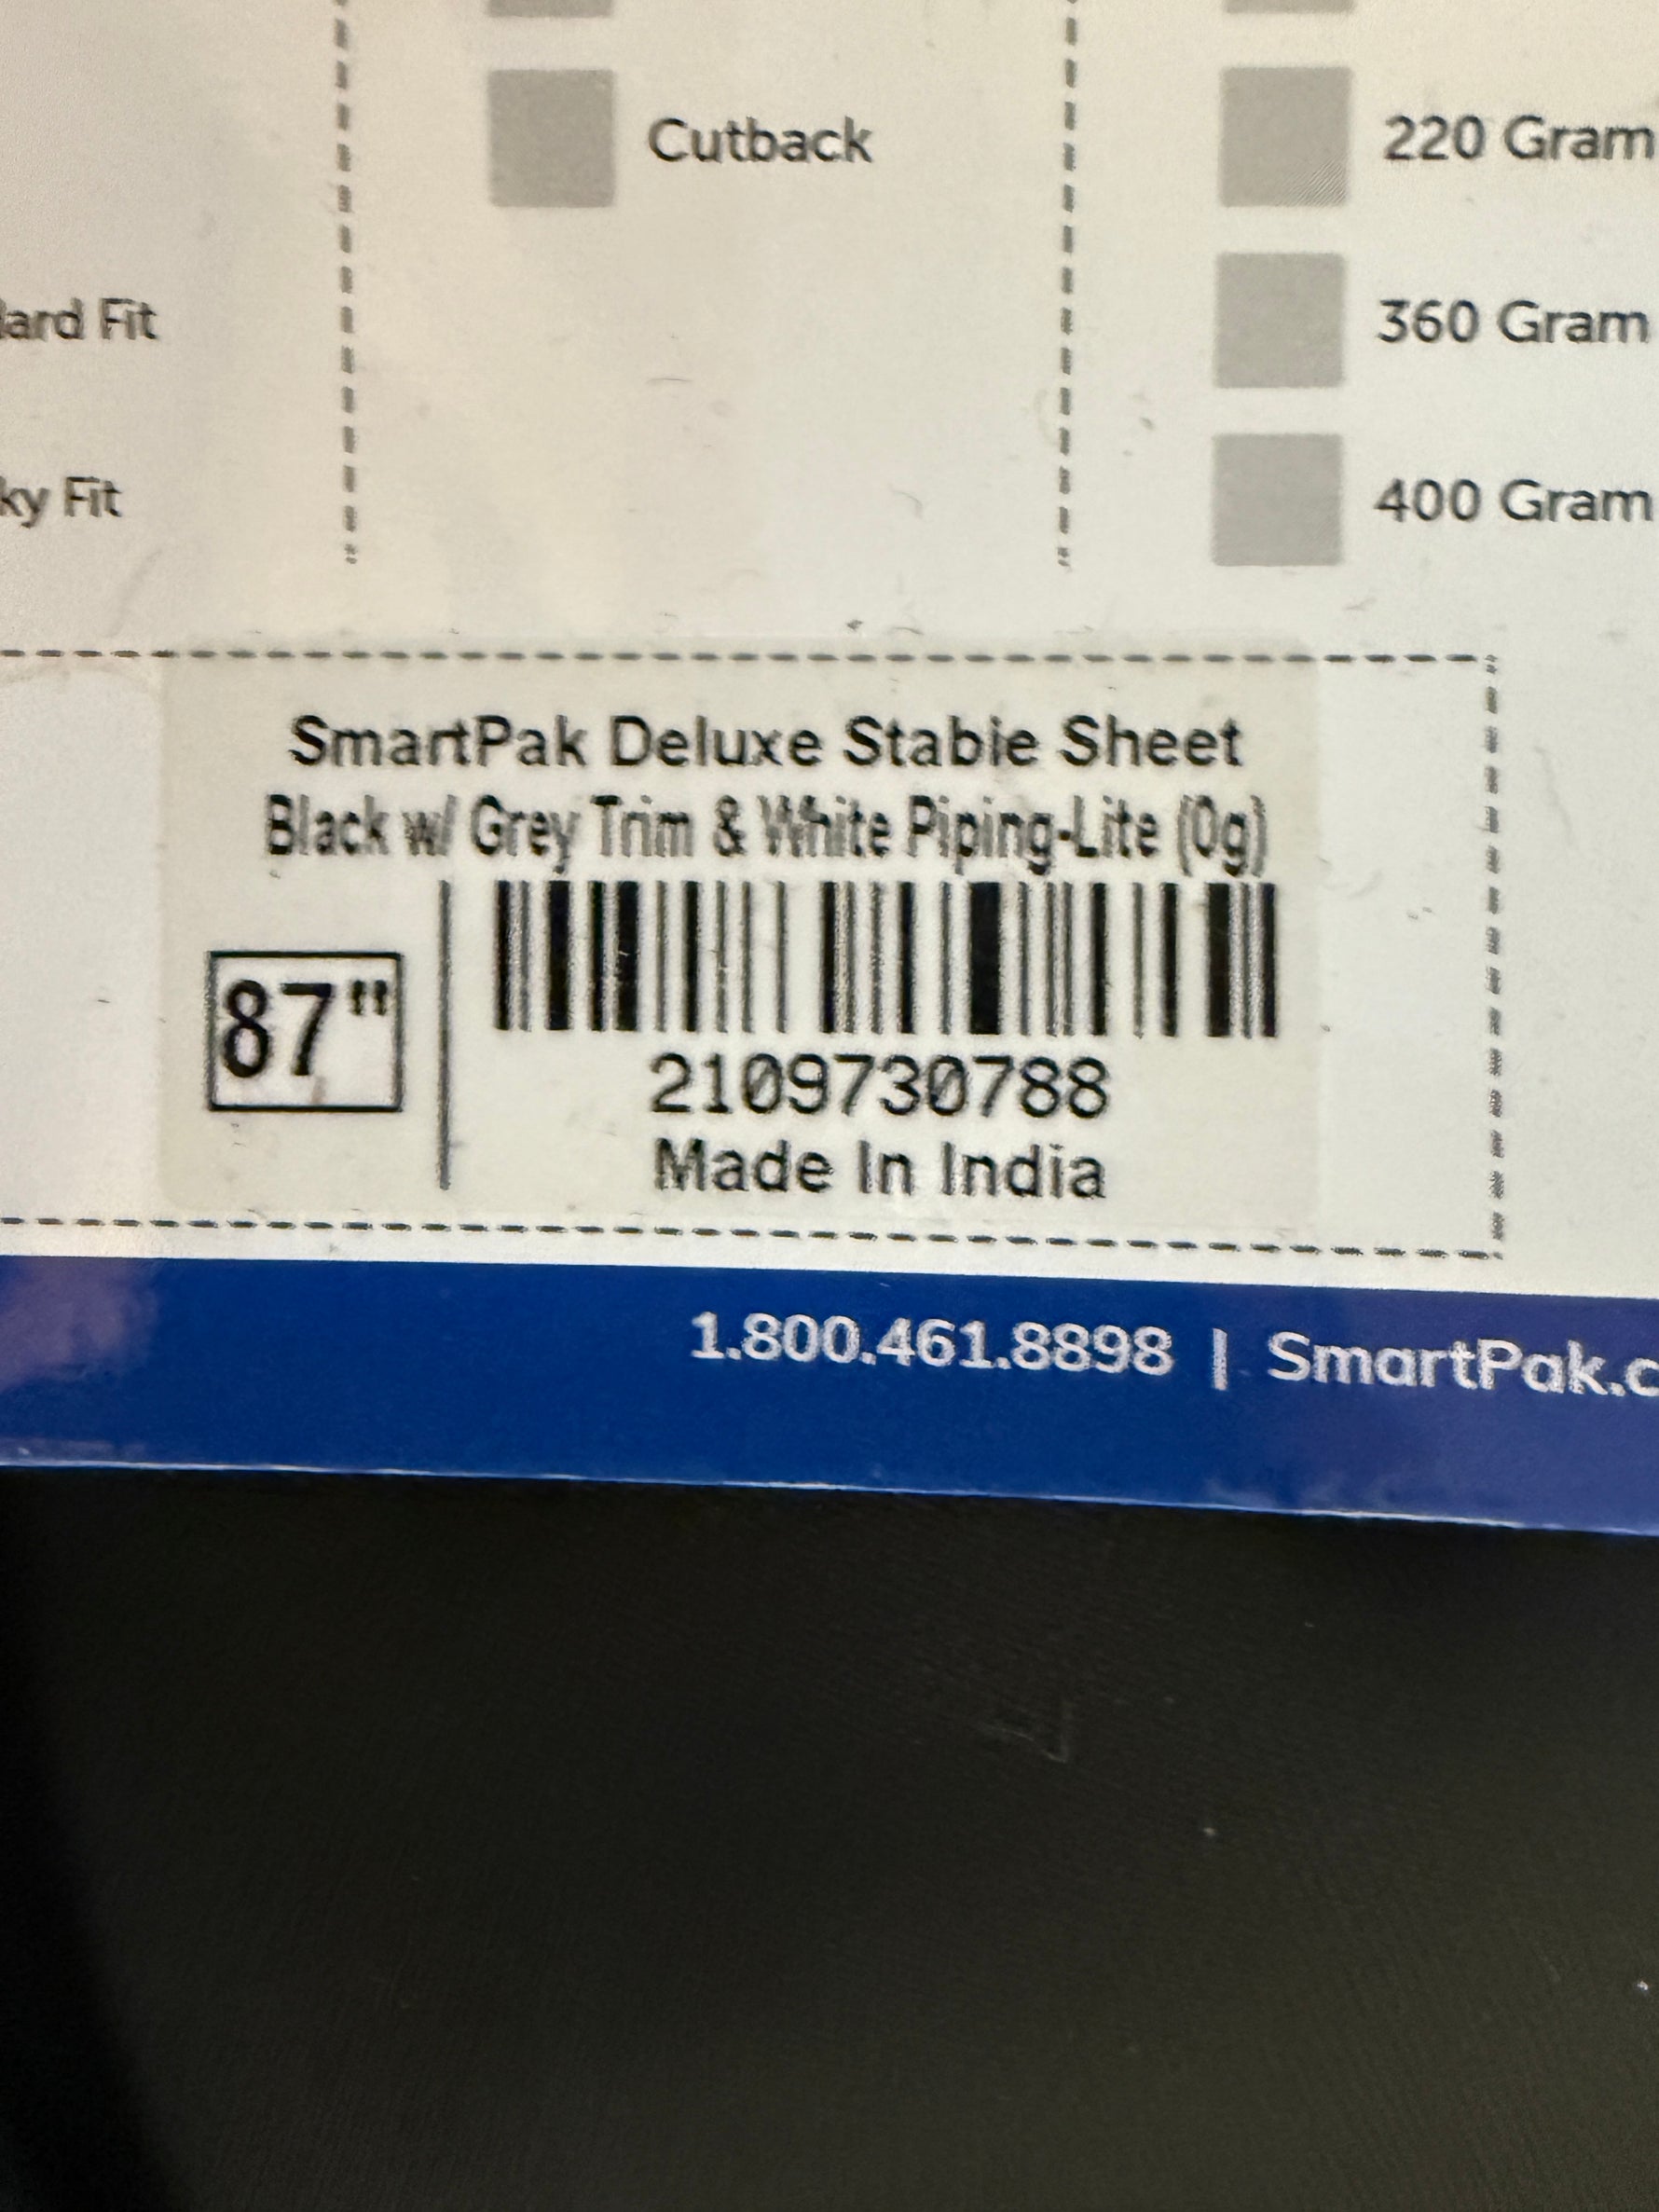 Cutback
220 Gram
360 Gram
400 Gram
ard Fit
ky Fit
SmartPak Deluxe Stable Sheet
Black w/ Grey Trim & White Piping-Lite (0g)
87"
2109730788
Made In India
1.800.461.8898 | SmartPak.c